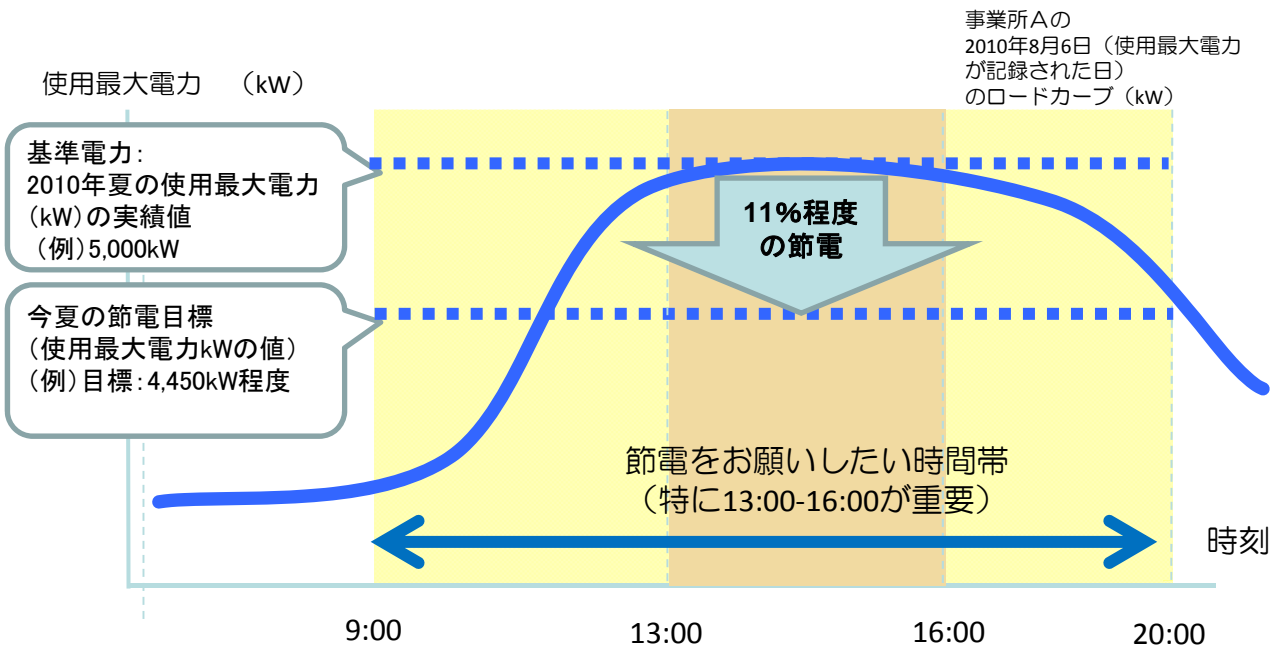 事業所Ａの
2010年8月6日（使用最大電力
が記録された日）
のロードカーブ（kW）
使用最大電力　（kW）
基準電力：
2010年夏の使用最大電力
(kW)の実績値
（例）5,000kW
11%程度
の節電
今夏の節電目標
（使用最大電力kWの値）
（例）目標：4,450kW程度
節電をお願いしたい時間帯
（特に13:00-16:00が重要）
時刻
9:00
13:00
16:00
20:00